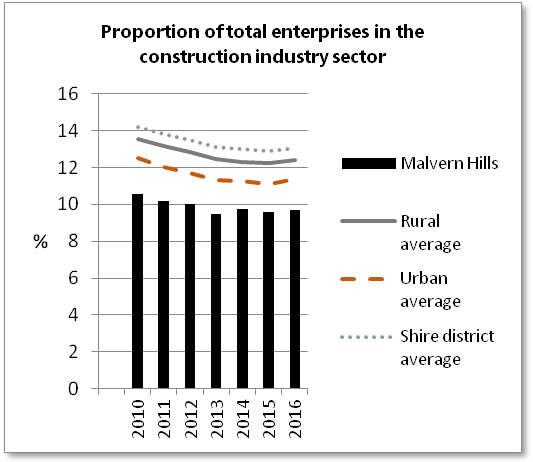 Proportion of total enterprises in the
construction industry sector
16
14
12
10
8
6
4
2
0
%
2010
2011
2012
2013
2014
2015
2016
Malvern Hills
Rural
average
Urban
average
Shire district
average